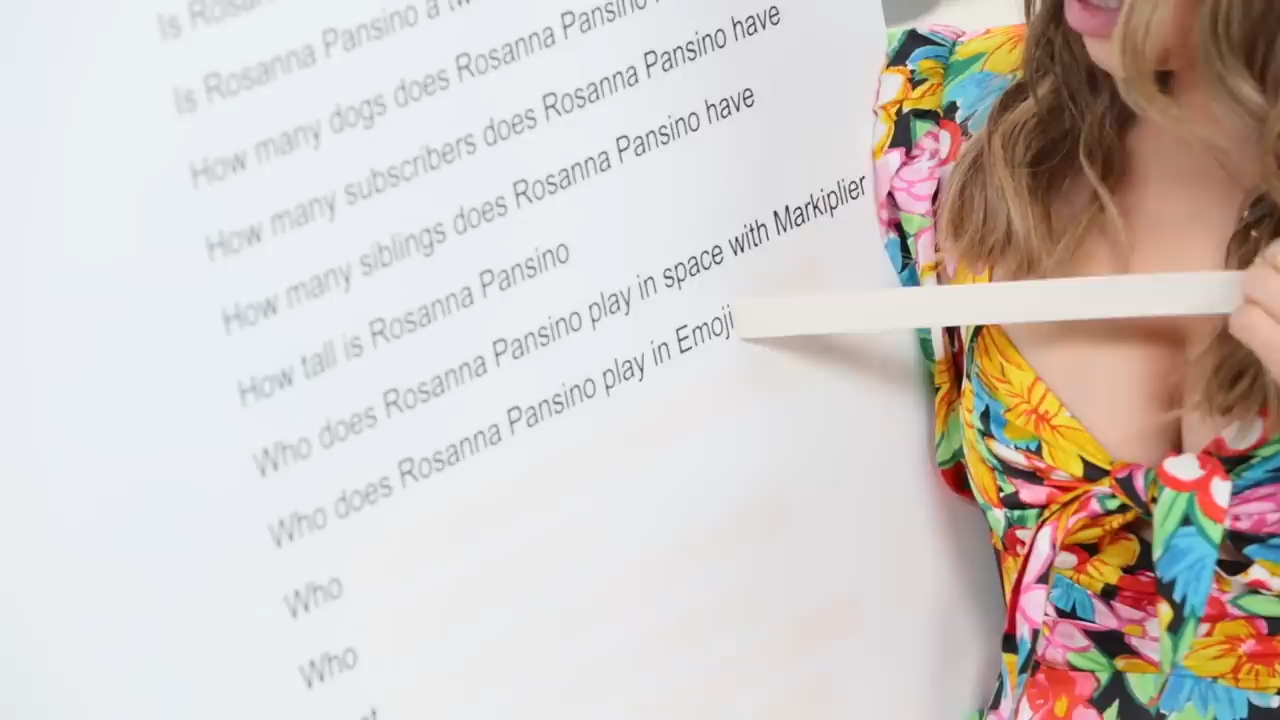 Is Rosanna
Is Rosanna Pansino a
How many dogs does Rosanna Pansino
How many subscribers does Rosanna Pansino have
How many siblings does Rosanna Pansino have
How tall is Rosanna Pansino
Who does Rosanna Pansino play in space with Markiplier
Who does Rosanna Pansino play in Emoji
Who
Who